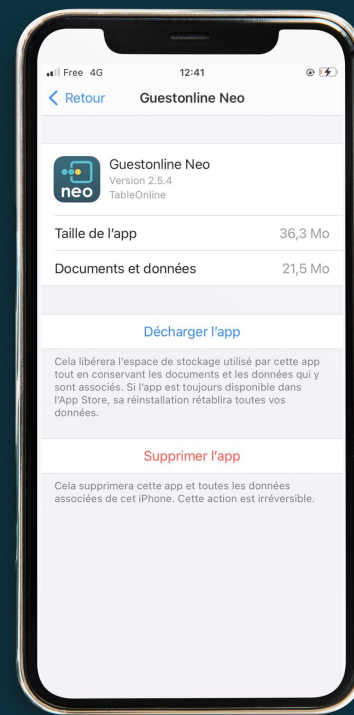 Free 4G 12:41
Retour Guestonline Neo
neo
Guestonline Neo
Version 2.5.4
TableOnline
Taille de l'app 36,3 Mo
Documents et données 21,5 Mo
Décharger l'app
Cela libérera l'espace de stockage utilisé par cette app
tout en conservant les documents et les données qui y
sont associés. Si l'app est toujours disponible dans
l'App Store, sa réinstallation rétablira toutes vos
données.
Supprimer l'app
Cela supprimera cette app et toutes les données
associées de cet iPhone. Cette action est irréversible.